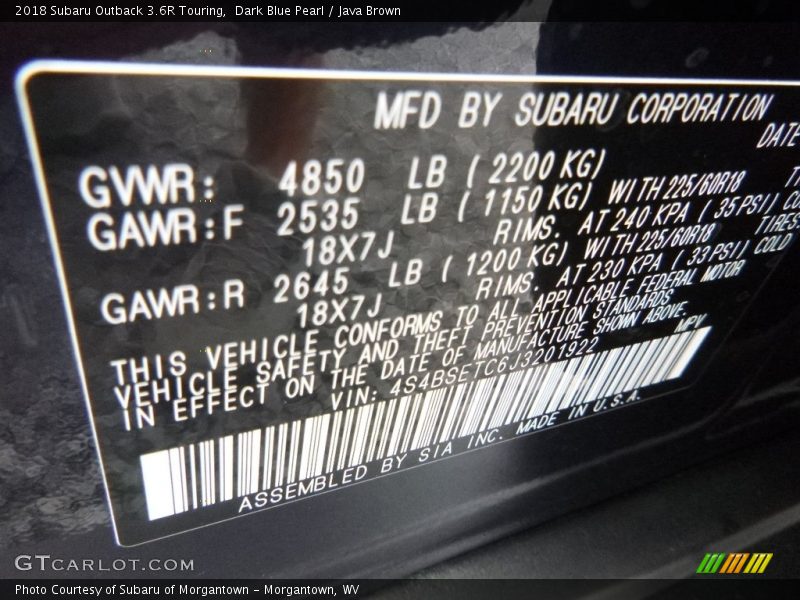 2018 Subaru Outback 3.6R Touring,  Dark Blue Pearl / Java Brown
MFD BY SUBARU CORPORATION
DATE
GVWR: 4850 LB ( 2200 KG)
GAWR:F 2535 LB ( 1150 KG) WITH 225/60R18
18X7J RIMS. AT 240 KPA ( 35 PSI)
GAWR:R 2645 LB ( 1200 KG) WITH 225/60R18 TIRES
18X7J RIMS. AT 230 KPA ( 33 PSI) COLD
THIS VEHICLE CONFORMS TO ALL APPLICABLE FEDERAL MOTOR
VEHICLE SAFETY AND THEFT PREVENTION STANDARDS
IN EFFECT ON THE DATE OF MANUFACTURE SHOWN ABOVE.
VIN: 4S4BSETC6J3201922 MPV
ASSEMBLED BY SIA INC. MADE IN U.S.A.
GTCARLOT.COM
Photo Courtesy of Subaru of Morgantown - Morgantown, WV